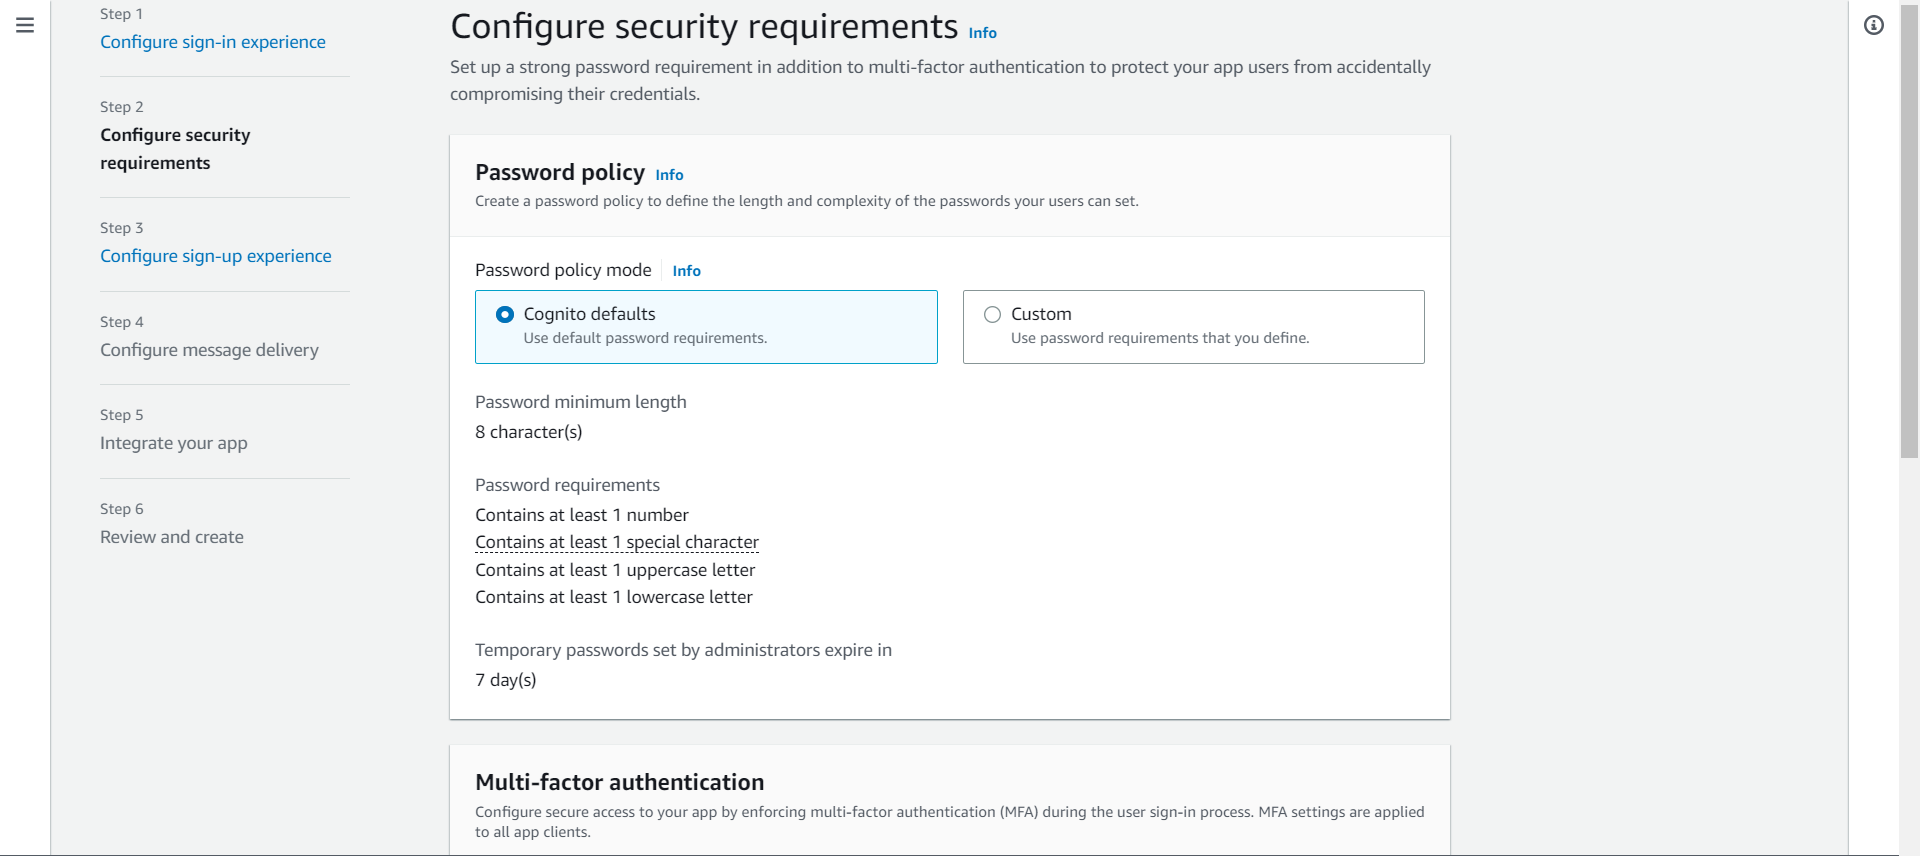 Step 1
Configure sign-in experience
Step 2
Configure security
requirements
Step 3
Configure sign-up experience
Step 4
Configure message delivery
Step 5
Integrate your app
Step 6
Review and create
Configure security requirements Info
Set up a strong password requirement in addition to multi-factor authentication to protect your app users from accidentally
compromising their credentials.
Password policy Info
Create a password policy to define the length and complexity of the passwords your users can set.
Password policy mode Info
Cognito defaults
Use default password requirements.
Custom
Use password requirements that you define.
Password minimum length
8 character(s)
Password requirements
Contains at least 1 number
Contains at least 1 special character
Contains at least 1 uppercase letter
Contains at least 1 lowercase letter
Temporary passwords set by administrators expire in
7 day(s)
Multi-factor authentication
Configure secure access to your app by enforcing multi-factor authentication (MFA) during the user sign-in process. MFA settings are applied
to all app clients.